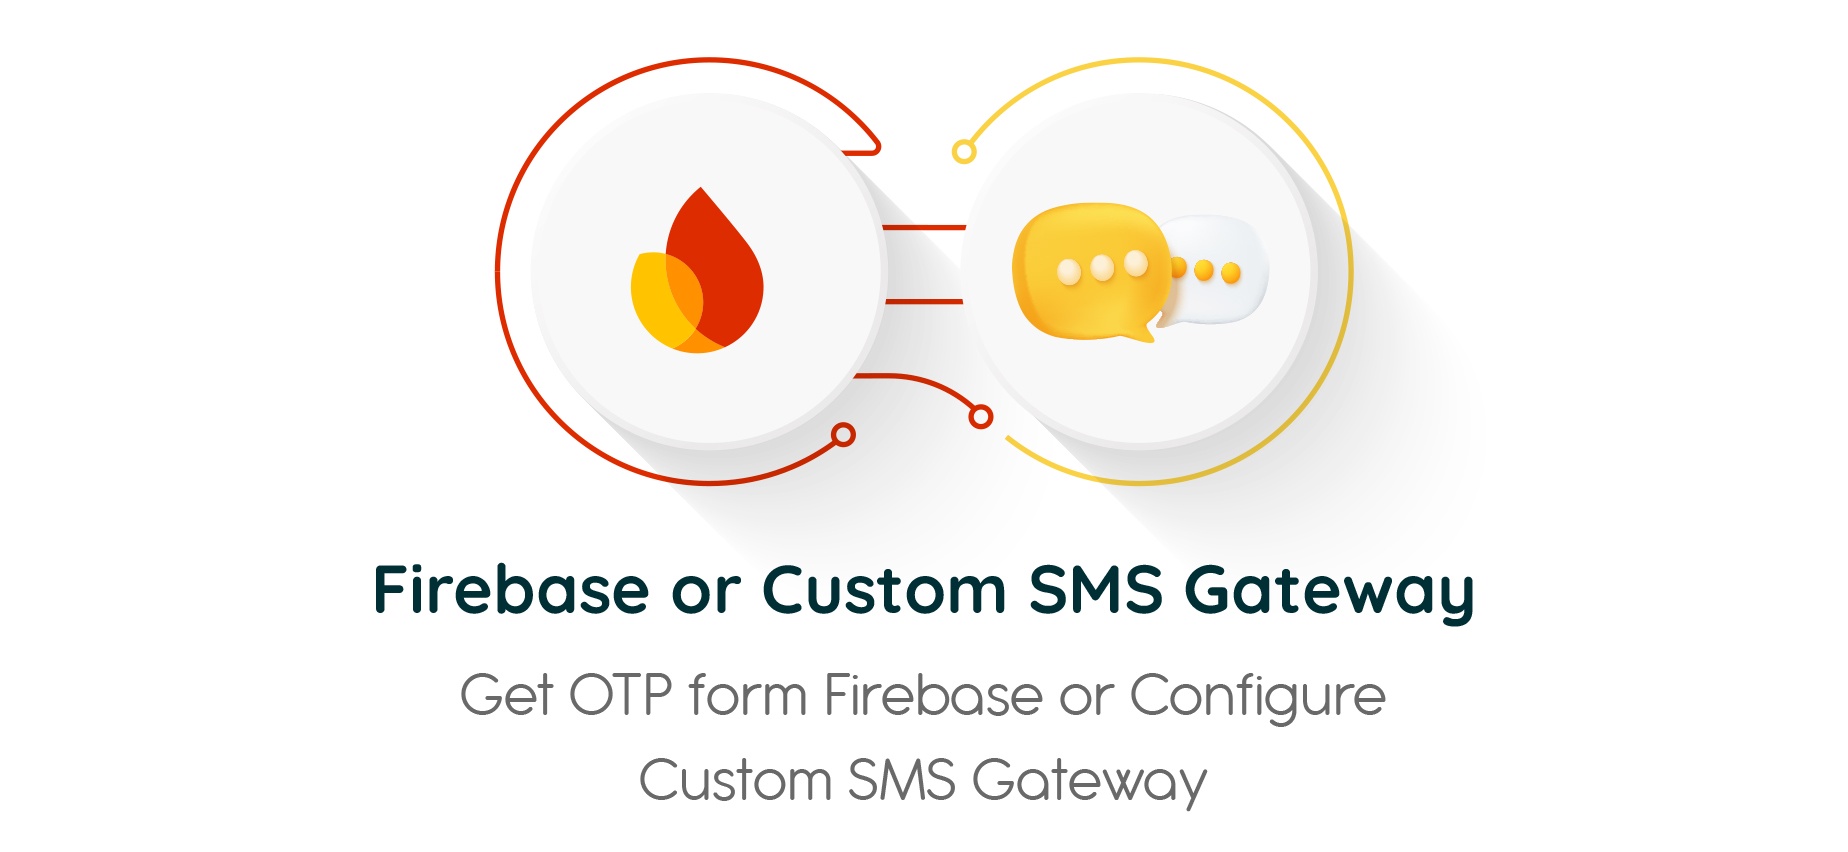 Firebase or Custom SMS Gateway
Get OTP form Firebase or Configure
Custom SMS Gateway